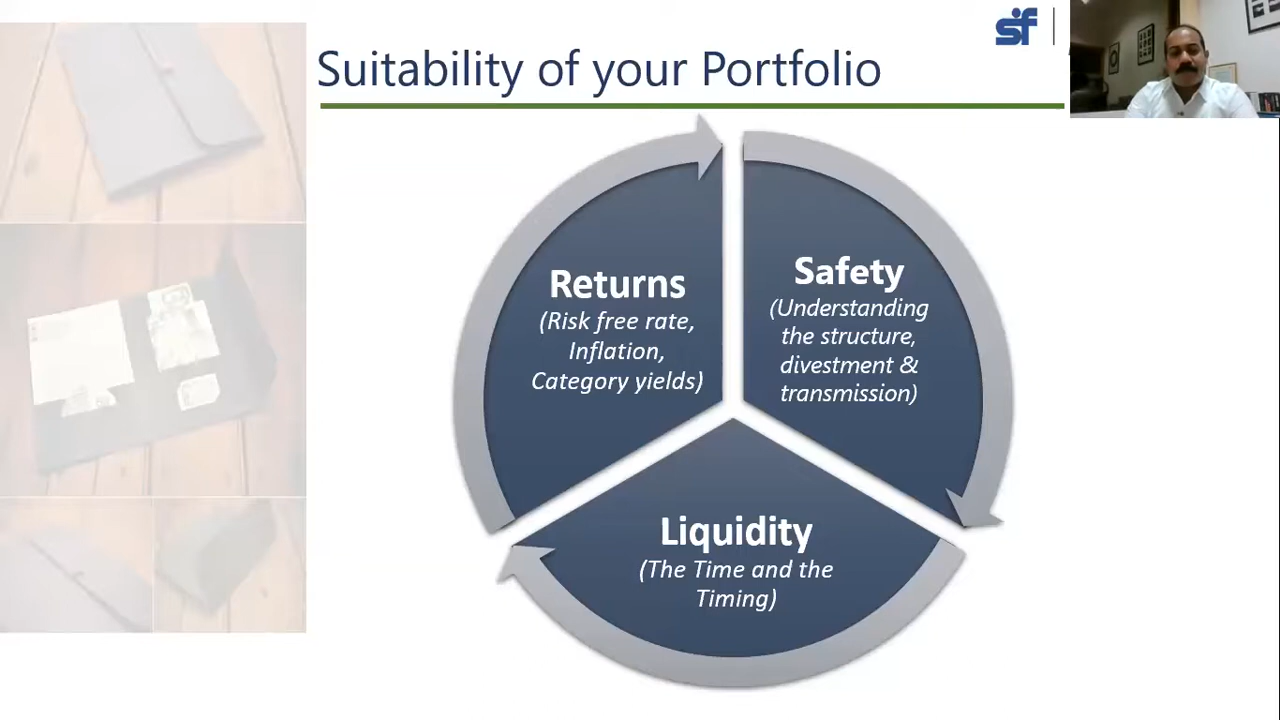 sf
Suitability of your Portfolio
Returns
(Risk free rate,
Inflation,
Category yields)
Safety
(Understanding
the structure,
divestment &
transmission)
Liquidity
(The Time and the
Timing)